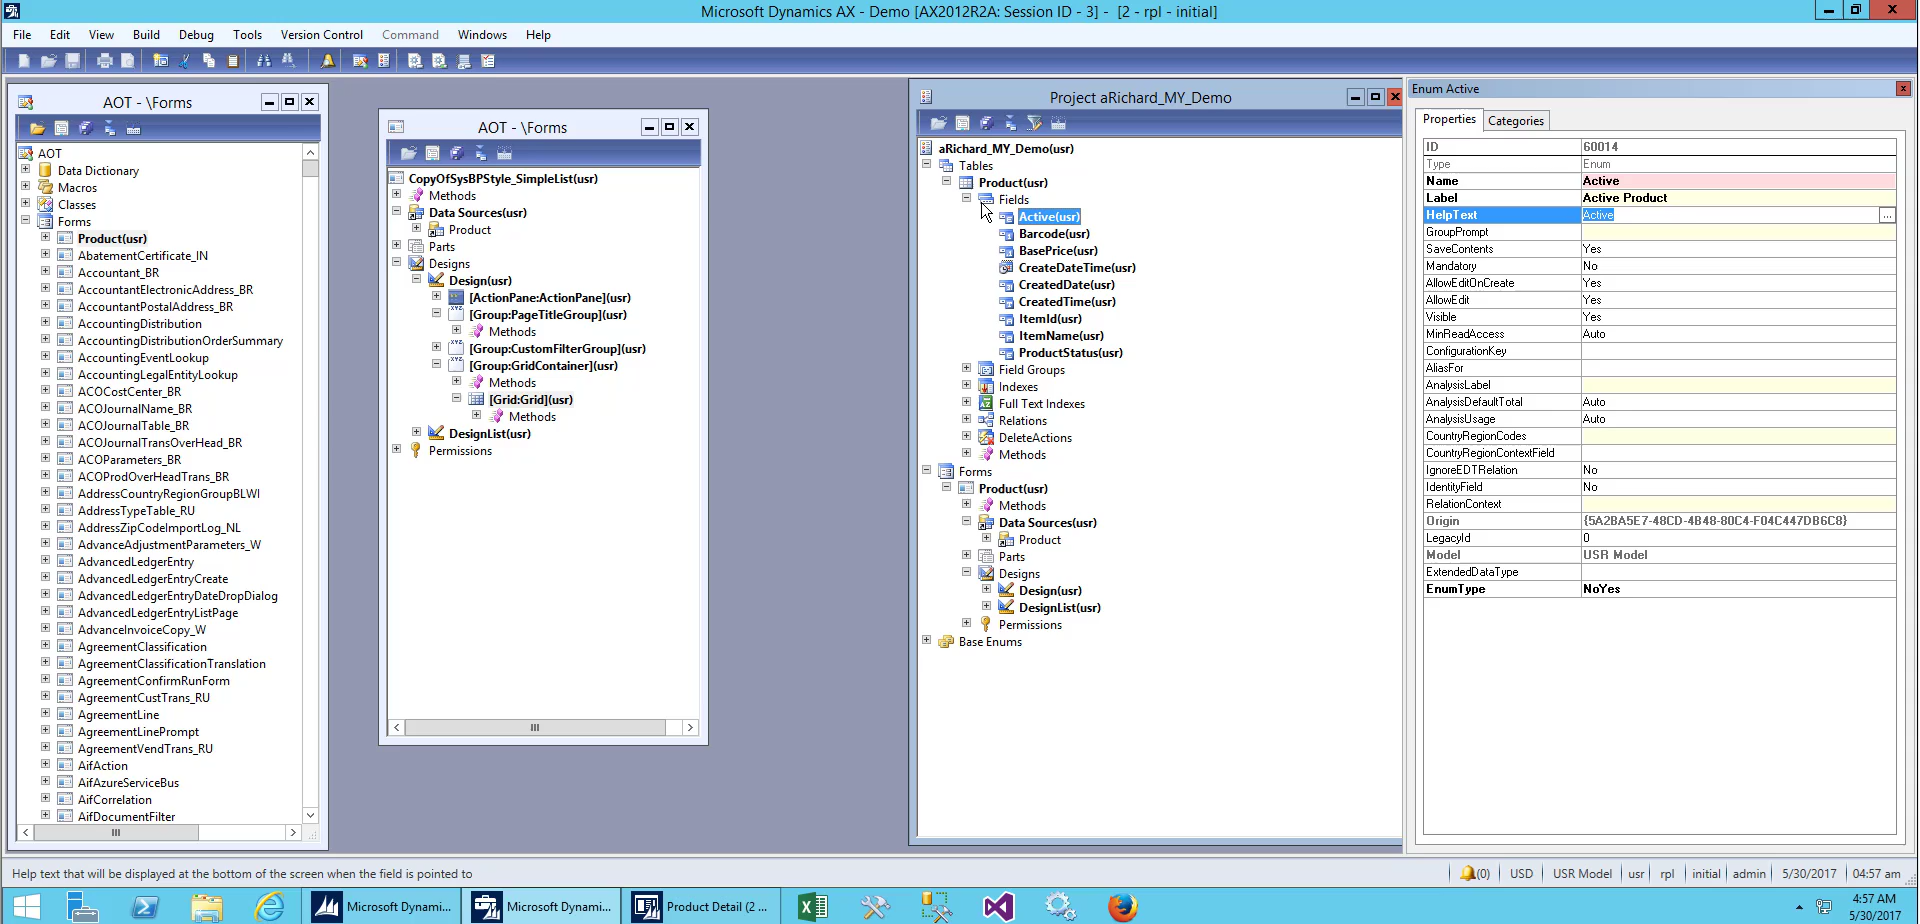 Microsoft Dynamics AX - Demo [AX2012R2A: Session ID - 3] - [2 - rpl - initial]
File Edit View Build Debug Tools Version Control Command Windows Help
AOT - \Forms
AOT
Data Dictionary
Macros
Classes
Forms
Product(usr)
AbatementCertificate_IN
Accountant_BR
AccountantElectronicAddress_BR
AccountantPostalAddress_BR
AccountingDistribution
AccountingDistributionOrderSummary
AccountingEventLookup
AccountingLegalEntityLookup
ACOCostCenter_BR
ACOJournalName_BR
ACOJournalTable_BR
ACOJournalTransOverHead_BR
ACOParameters_BR
ACOProdOverHeadTrans_BR
AddressCountryRegionGroupBLWI
AddressTypeTable_RU
AddressZipCodeImportLog_NL
AdvanceAdjustmentParameters_W
AdvancedLedgerEntry
AdvancedLedgerEntryCreate
AdvancedLedgerEntryDateDropDialog
AdvancedLedgerEntryListPage
AdvanceInvoiceCopy_W
AgreementClassification
AgreementClassificationTranslation
AgreementConfirmRunForm
AgreementCustTrans_RU
AgreementLine
AgreementLinePrompt
AgreementVendTrans_RU
AifAction
AifAzureServiceBus
AifCorrelation
AifDocumentFilter
AOT - \Forms
CopyOfSysBPStyle_SimpleList(usr)
Methods
Data Sources(usr)
Product
Parts
Designs
Design(usr)
[ActionPane:ActionPane](usr)
[Group:PageTitleGroup](usr)
Methods
[Group:CustomFilterGroup](usr)
[Group:GridContainer](usr)
Methods
[Grid:Grid](usr)
Methods
DesignList(usr)
Permissions
Project aRichard_MY_Demo
aRichard_MY_Demo(usr)
Tables
Product(usr)
Fields
Active(usr)
Barcode(usr)
BasePrice(usr)
CreateDateTime(usr)
CreatedDate(usr)
CreatedTime(usr)
ItemId(usr)
ItemName(usr)
ProductStatus(usr)
Field Groups
Indexes
Full Text Indexes
Relations
DeleteActions
Methods
Forms
Product(usr)
Methods
Data Sources(usr)
Product
Parts
Designs
Design(usr)
DesignList(usr)
Permissions
Base Enums
Enum Active
Properties Categories
ID 60014
Type Enum
Name Active
Label Active Product
HelpText Active ...
GroupPrompt
SaveContents Yes
Mandatory No
AllowEditOnCreate Yes
AllowEdit Yes
Visible Yes
MinReadAccess Auto
ConfigurationKey
AliasFor
AnalysisLabel
AnalysisDefaultTotal Auto
AnalysisUsage Auto
CountryRegionCodes
CountryRegionContextField
IgnoreEDTRelation No
IdentityField No
RelationContext
Origin {5A2BA5E7-48CD-4B48-80C4-F04C447DB6C8}
LegacyId 0
Model USR Model
ExtendedDataType
EnumType NoYes
Help text that will be displayed at the bottom of the screen when the field is pointed to
(0) USD USR Model usr rpl initial admin 5/30/2017 04:57 am
Microsoft Dynami... Microsoft Dynami... Product Detail (2 ...
4:57 AM
5/30/2017